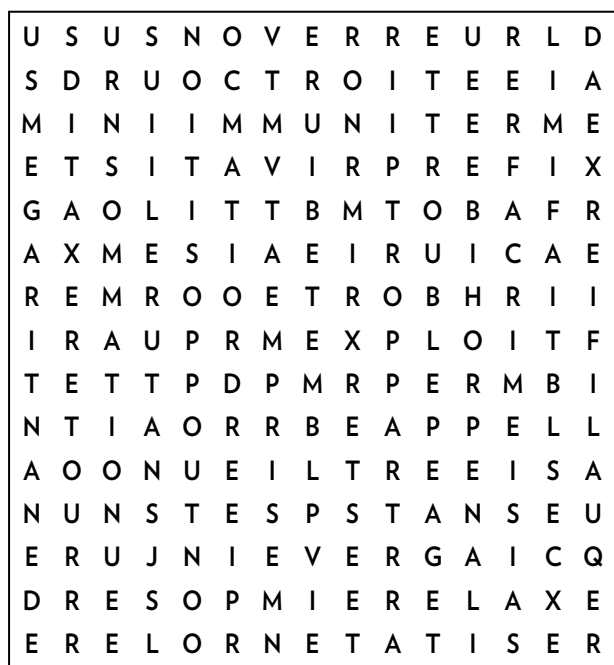 U S U S N O V E R R E U R L D
S D R U O C T R O I T E E I A
M I N I I M M U N I T E R M E
E T S I T A V I R P R E F I X
G A O L I T T B M T O B A F R
A X M E S I A E I R U I C A E
R E M R O O E T R O B H R I I
I R A U P R M E X P L O I T F
T E T T P D P M R P E R M B I
N T I A O R R B E A P P E L L
A O O N U E I L T R E E I S A
N U N S T E S P S T A N S E U
E R U J N I E V E R G A I C Q
D R E S O P M I E R E L A X E
E R E L O R N E T A T I S E R